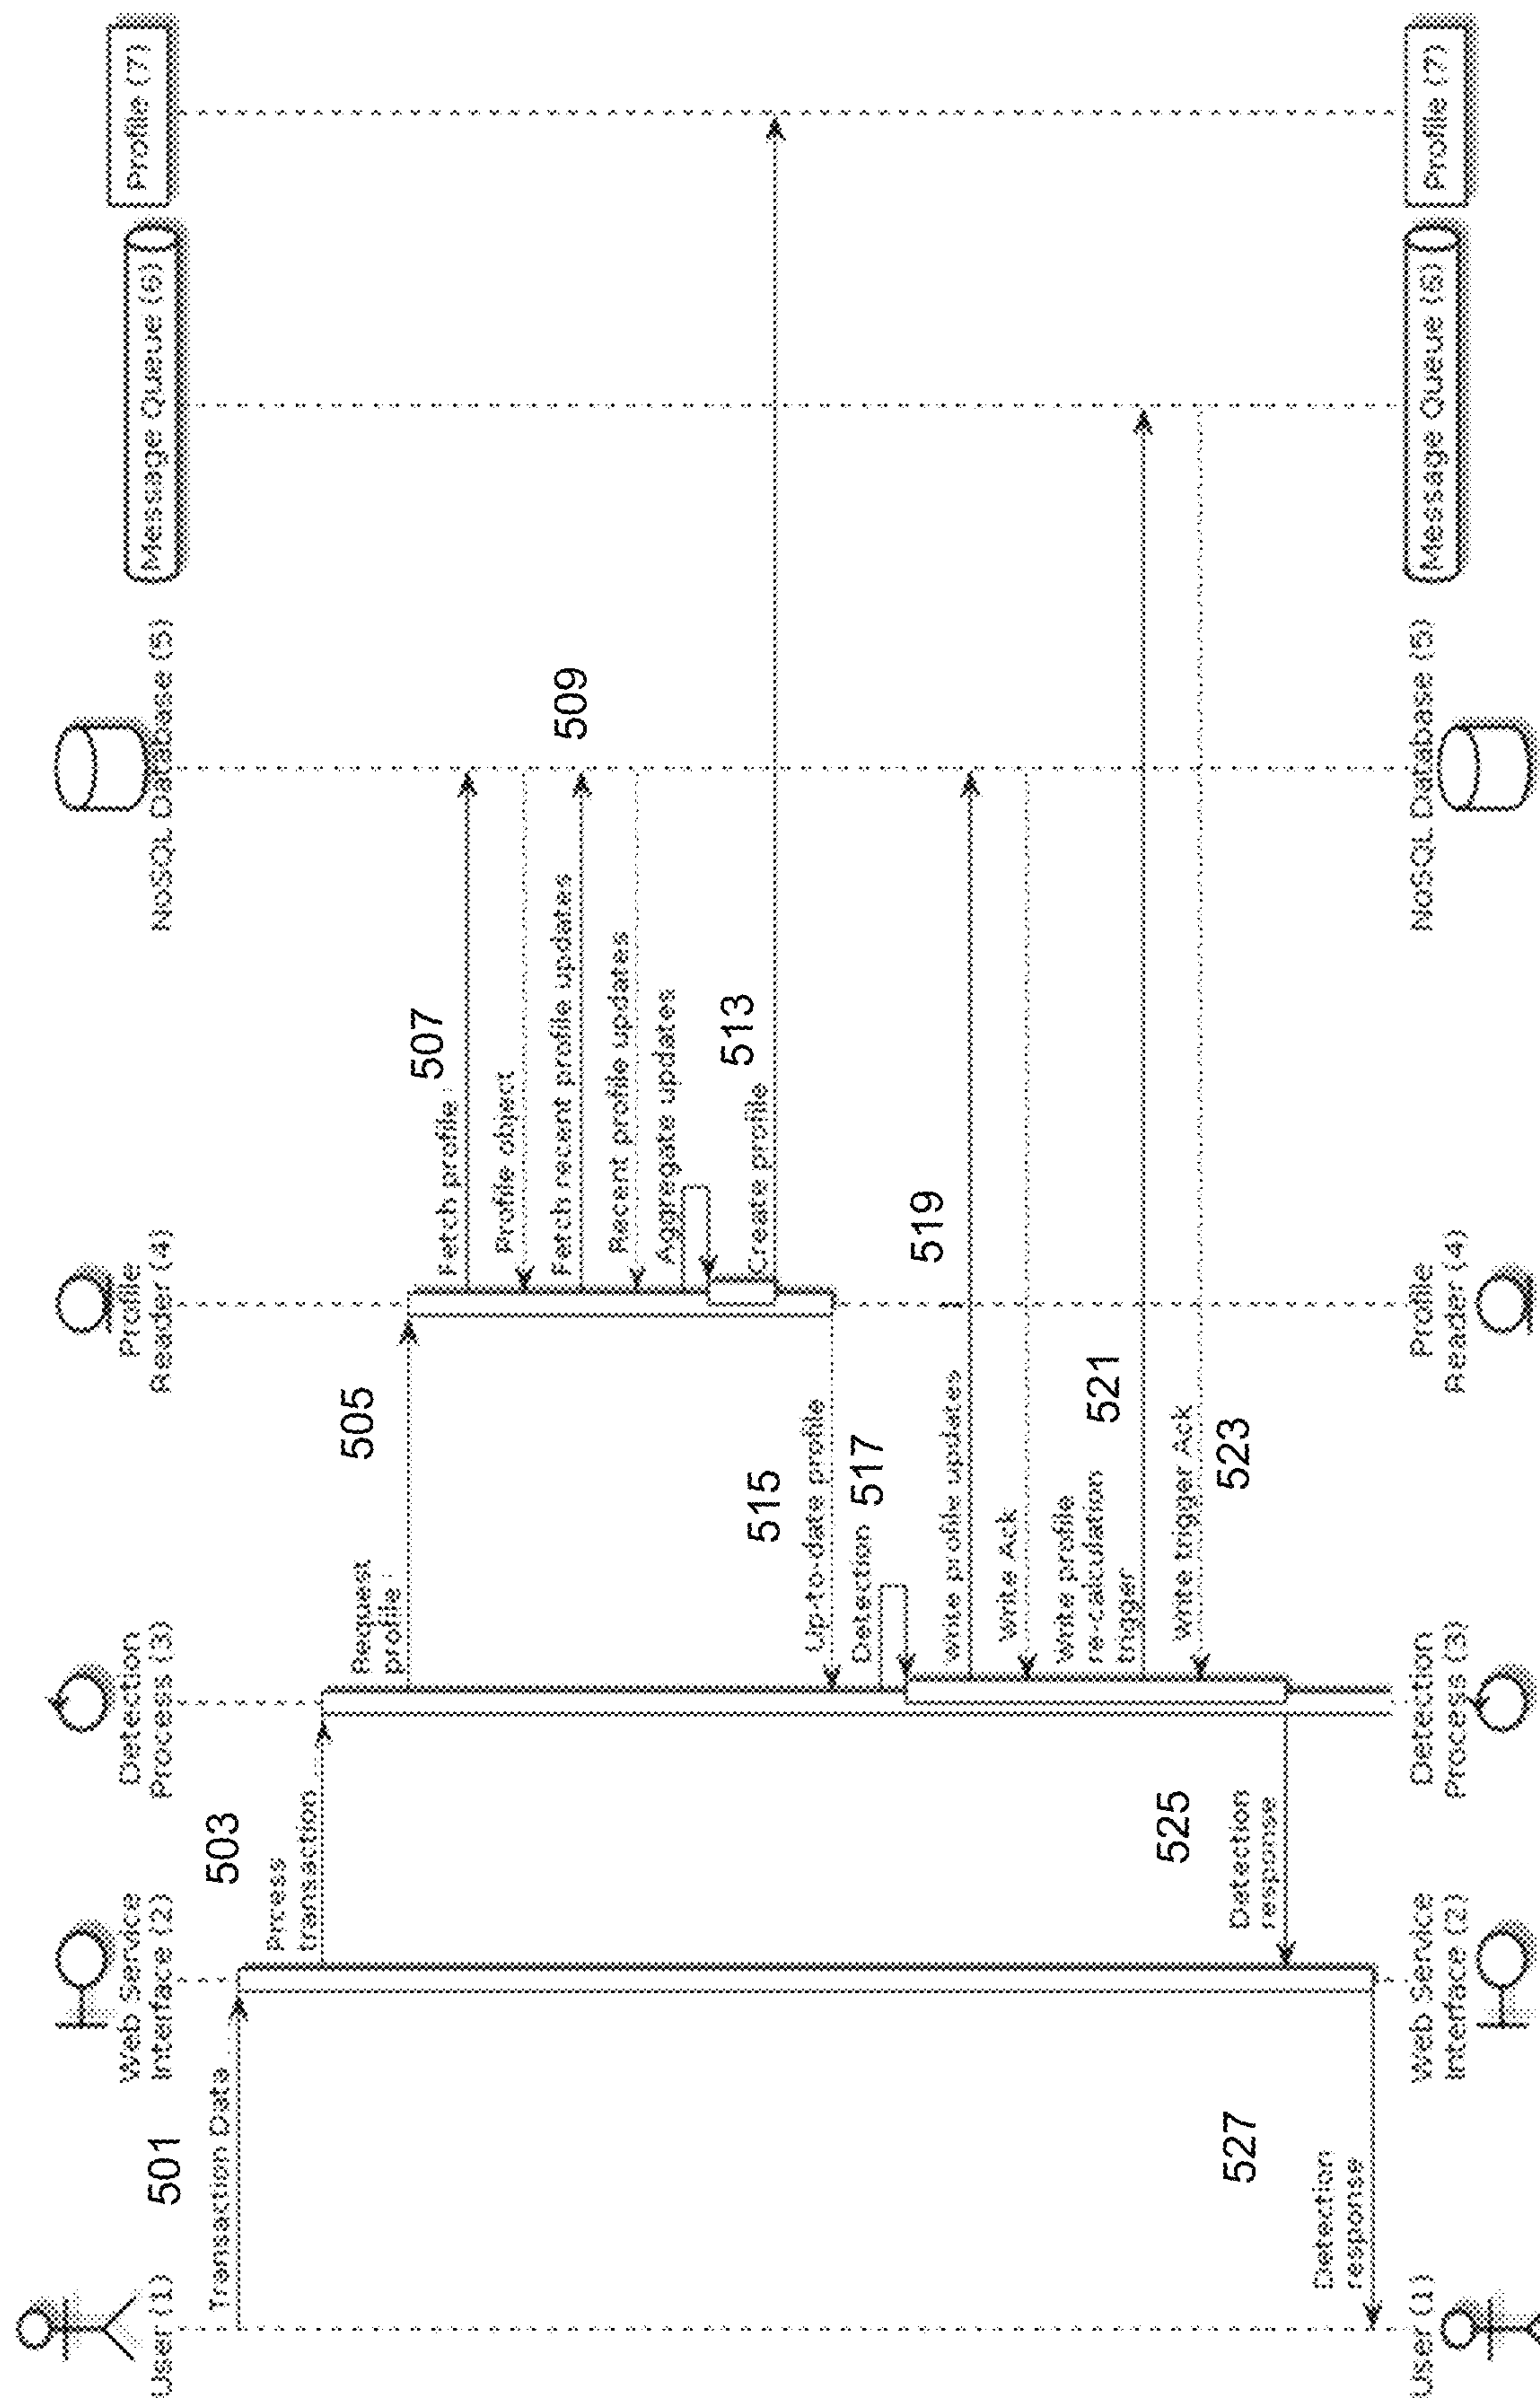 User (1)
Web Service
Interface (2)
Detection
Process (3)
Profile
Reader (4)
NoSQL Database (5)
Message Queue (6)
Profile (7)
501
Transaction Data
503
Prcess
transaction
505
Request
profile
507
Fetch profile
Profile object
509
Fetch recent profile updates
Recent profile updates
Aggregate updates
513
Create profile
515
Up-to-date profile
Detection
517
519
Write profile updates
Write Ack
521
Write profile
re-calculation
trigger
Write trigger Ack
523
525
Detection
response
527
Detection
response
User (1)
Web Service
Interface (2)
Detection
Process (3)
Profile
Reader (4)
NoSQL Database (5)
Message Queue (6)
Profile (7)